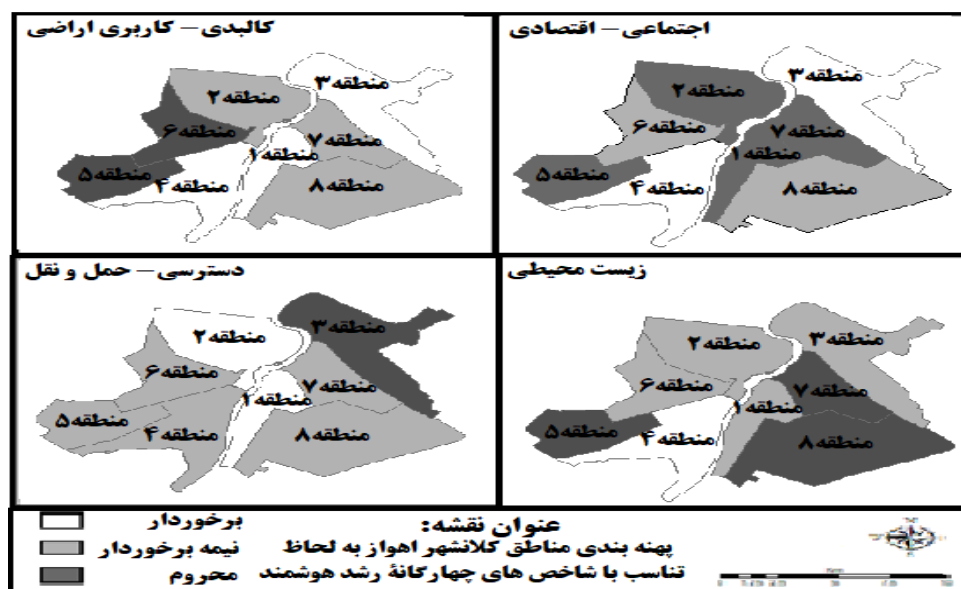 کالبدی – کاربری اراضی
منطقه ۳
منطقه ۲
منطقه ۶
منطقه ۷
منطقه ۱
منطقه ۵
منطقه ۴
منطقه ۸
اجتماعی – اقتصادی
منطقه ۳
منطقه ۲
منطقه ۶
منطقه ۷
منطقه ۱
منطقه ۵
منطقه ۴
منطقه ۸
دسترسی – حمل و نقل
منطقه ۳
منطقه ۲
منطقه ۶
منطقه ۷
منطقه ۱
منطقه ۵
منطقه ۴
منطقه ۸
زیست محیطی
منطقه ۳
منطقه ۲
منطقه ۶
منطقه ۷
منطقه ۱
منطقه ۵
منطقه ۴
منطقه ۸
عنوان نقشه:
پهنه بندی مناطق کلانشهر اهواز به لحاظ
تناسب با شاخص های چهارگانهٔ رشد هوشمند
برخوردار
نیمه برخوردار
محروم